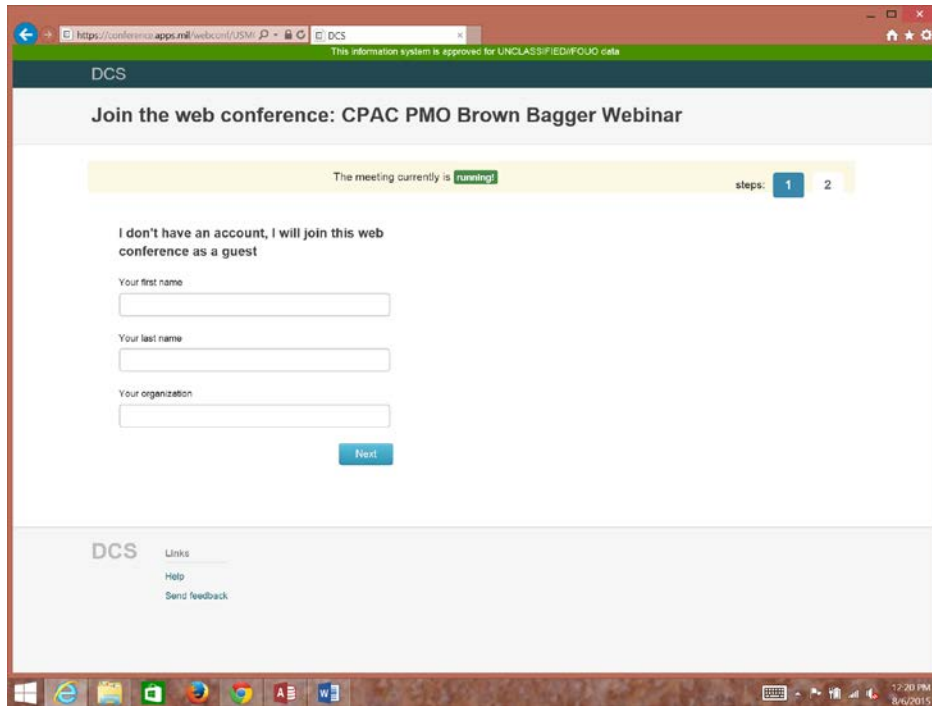 https://conference.apps.mil/webconf/USM
DCS
This information system is approved for UNCLASSIFIED//FOUO data
DCS
Join the web conference: CPAC PMO Brown Bagger Webinar
The meeting currently is running!
steps: 1 2
I don't have an account, I will join this web
conference as a guest
Your first name
Your last name
Your organization
Next
DCS
Links
Help
Send feedback
12:20 PM
8/6/2015